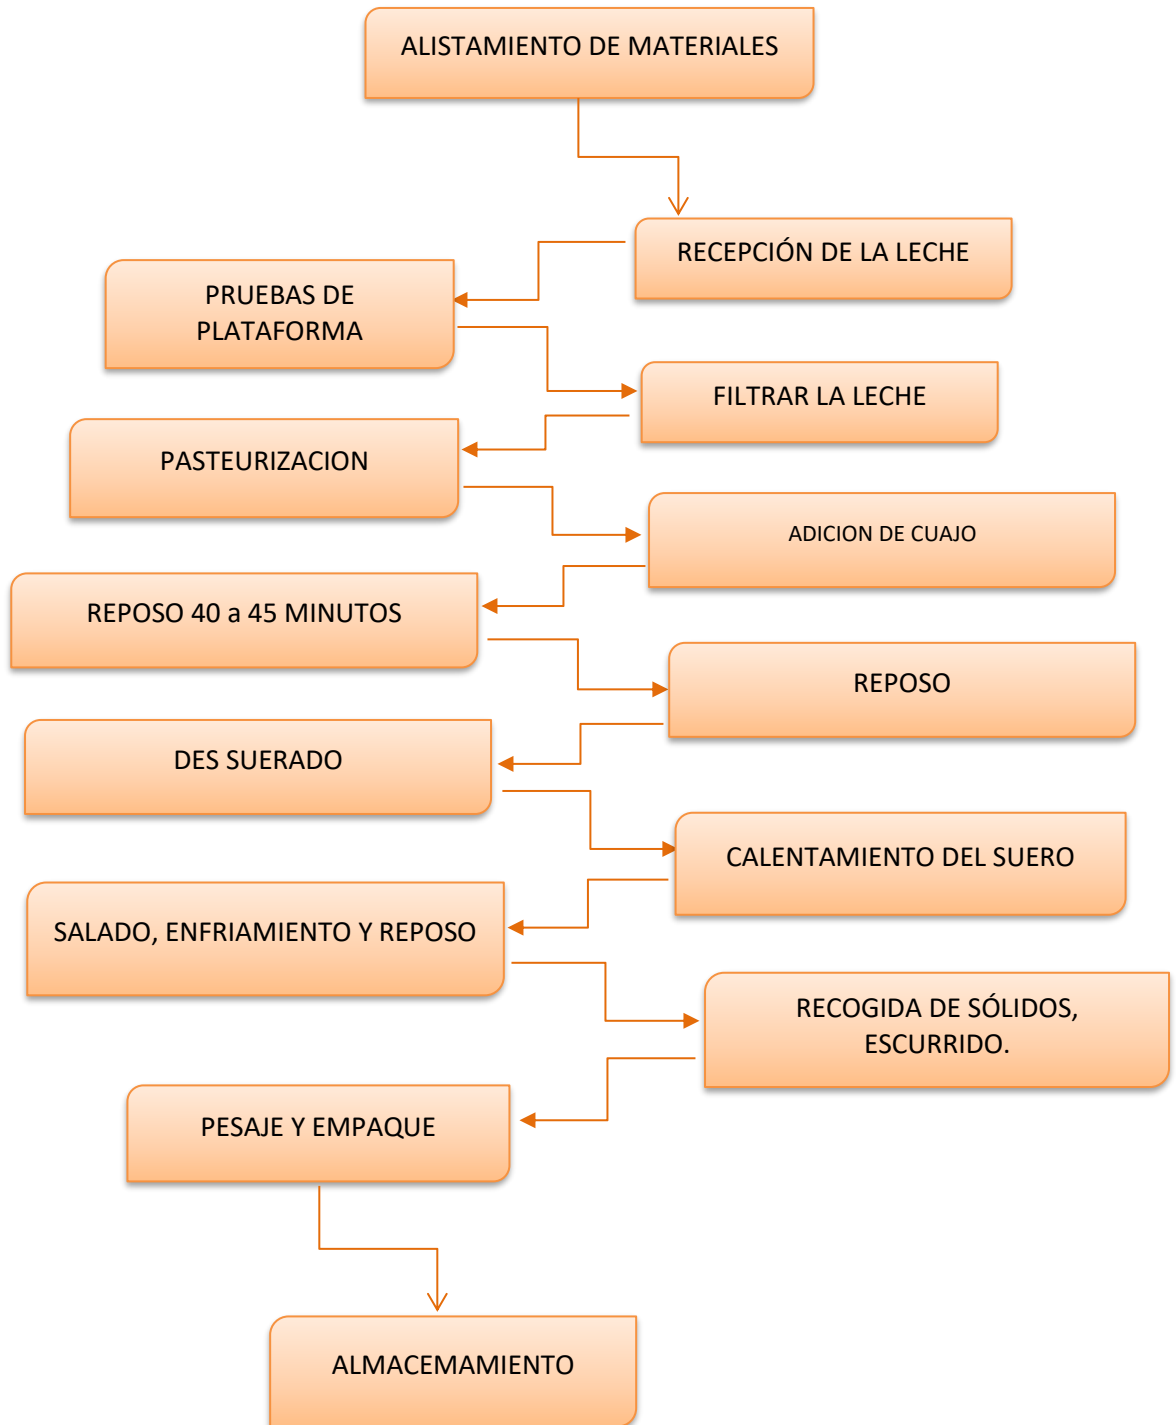 ALISTAMIENTO DE MATERIALES
RECEPCIÓN DE LA LECHE
PRUEBAS DE
PLATAFORMA
FILTRAR LA LECHE
PASTEURIZACION
ADICION DE CUAJO
REPOSO 40 a 45 MINUTOS
REPOSO
DES SUERADO
CALENTAMIENTO DEL SUERO
SALADO, ENFRIAMIENTO Y REPOSO
RECOGIDA DE SÓLIDOS,
ESCURRIDO.
PESAJE Y EMPAQUE
ALMACEMAMIENTO